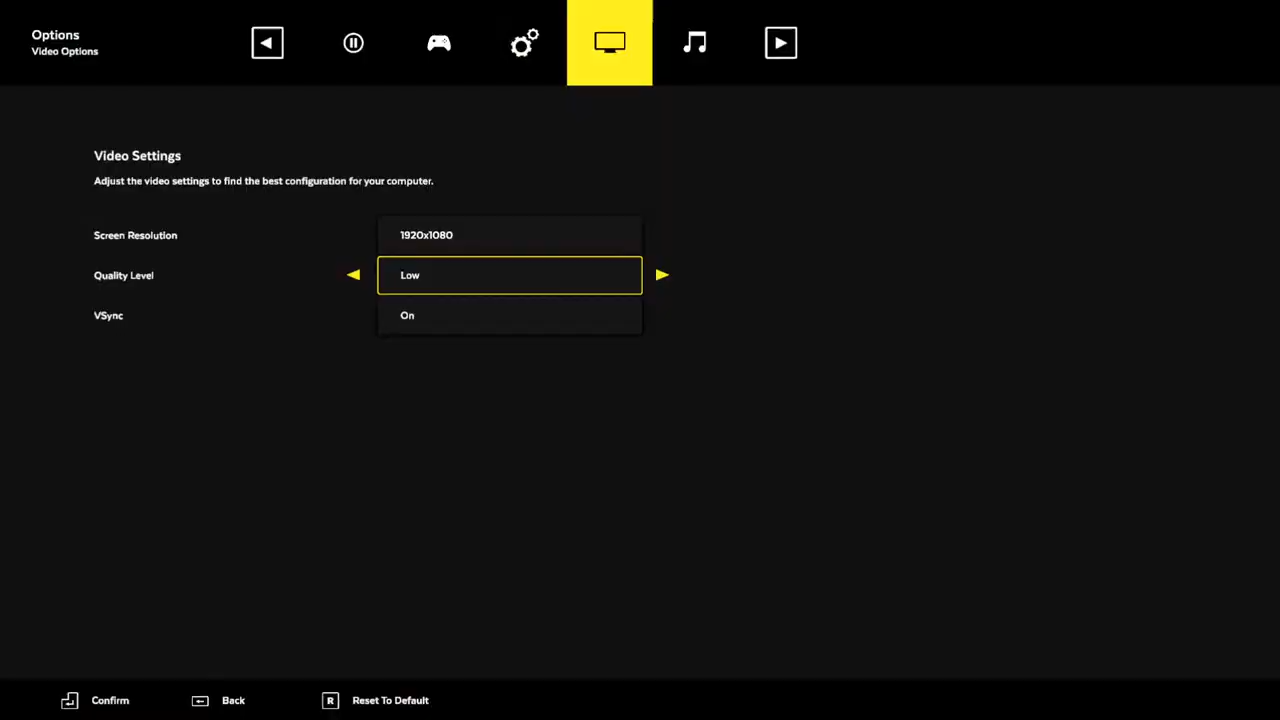 Options
Video Options
Video Settings
Adjust the video settings to find the best configuration for your computer.
Screen Resolution 1920x1080
Quality Level Low
VSync On
Confirm Back R Reset To Default